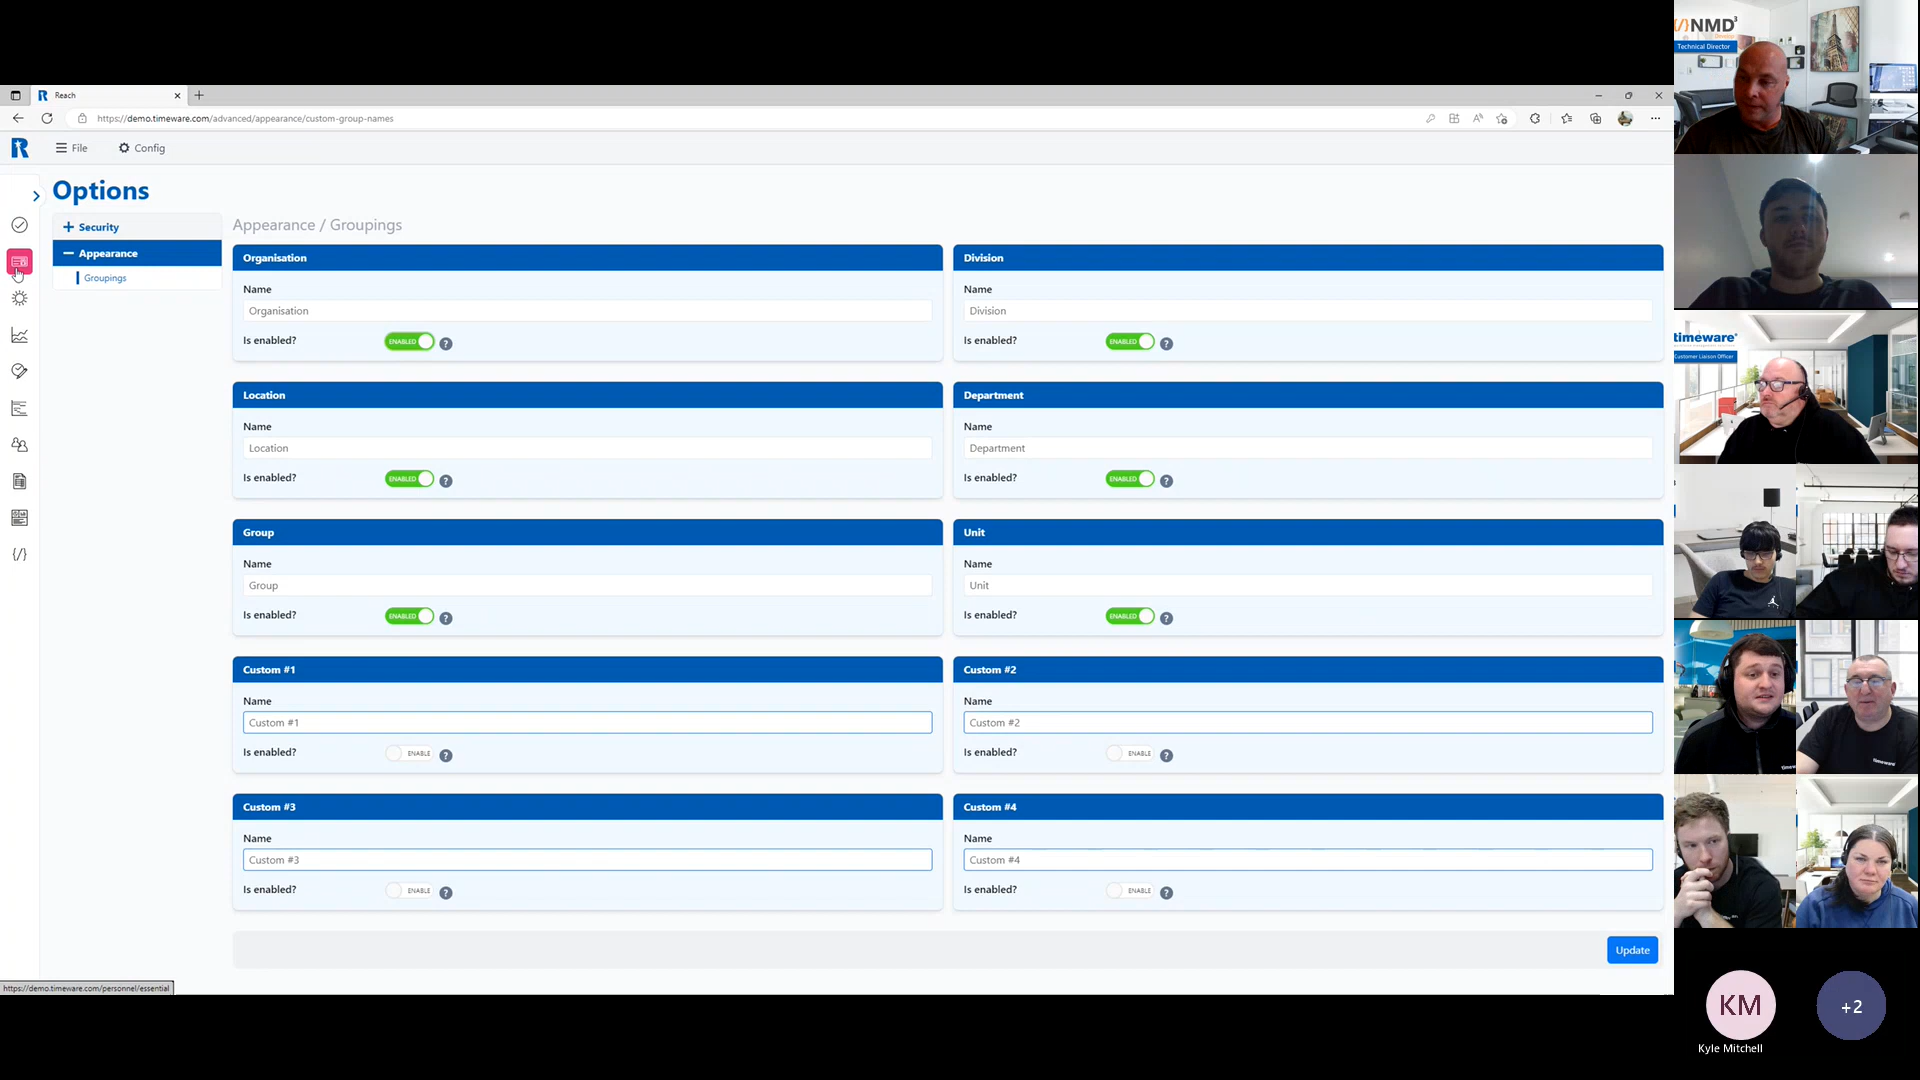 Reach
https://demo.timeware.com/advanced/appearance/custom-group-names
File
Config
Options
Security
Appearance
Groupings
Appearance / Groupings
Organisation
Name
Organisation
Is enabled?
ENABLED
?
Division
Name
Division
Is enabled?
ENABLED
?
Location
Name
Location
Is enabled?
ENABLED
?
Department
Name
Department
Is enabled?
ENABLED
?
Group
Name
Group
Is enabled?
ENABLED
?
Unit
Name
Unit
Is enabled?
ENABLED
?
Custom #1
Name
Custom #1
Is enabled?
ENABLE
?
Custom #2
Name
Custom #2
Is enabled?
ENABLE
?
Custom #3
Name
Custom #3
Is enabled?
ENABLE
?
Custom #4
Name
Custom #4
Is enabled?
ENABLE
?
Update
https://demo.timeware.com/personnel/essential
NMD³
Technical Director
timeware®
Customer Liaison Officer
KM
+2
Kyle Mitchell